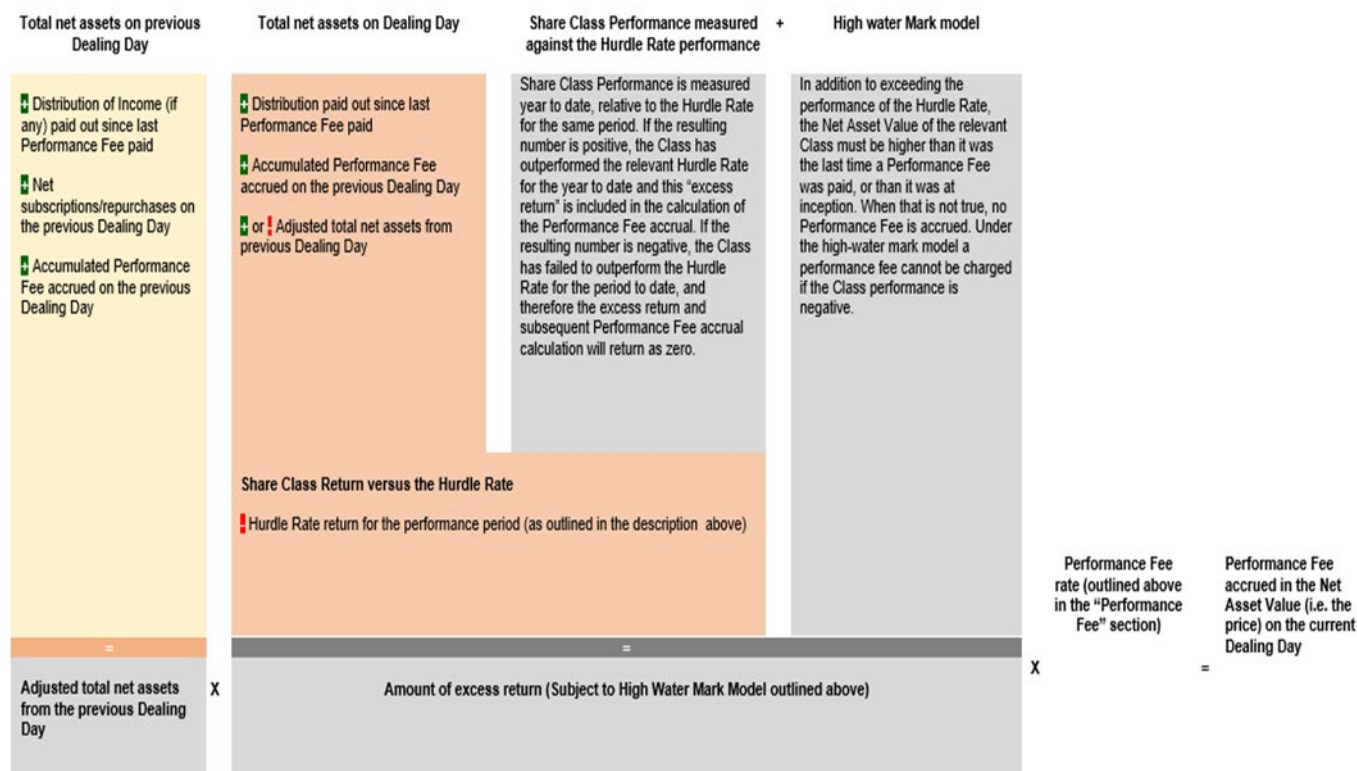 Total net assets on previous
Dealing Day
Total net assets on Dealing Day
Share Class Performance measured
against the Hurdle Rate performance
+
High water Mark model
+ Distribution of Income (if
any) paid out since last
Performance Fee paid
+ Net
subscriptions/repurchases on
the previous Dealing Day
+ Accumulated Performance
Fee accrued on the previous
Dealing Day
+ Distribution paid out since last
Performance Fee paid
+ Accumulated Performance Fee
accrued on the previous Dealing Day
+ or ! Adjusted total net assets from
previous Dealing Day
Share Class Performance is measured
year to date, relative to the Hurdle Rate
for the same period. If the resulting
number is positive, the Class has
outperformed the relevant Hurdle Rate
for the year to date and this “excess
return” is included in the calculation of
the Performance Fee accrual. If the
resulting number is negative, the Class
has failed to outperform the Hurdle
Rate for the period to date, and
therefore the excess return and
subsequent Performance Fee accrual
calculation will return as zero.
In addition to exceeding the
performance of the Hurdle Rate,
the Net Asset Value of the relevant
Class must be higher than it was
the last time a Performance Fee
was paid, or than it was at
inception. When that is not true, no
Performance Fee is accrued. Under
the high-water mark model a
performance fee cannot be charged
if the Class performance is
negative.
Share Class Return versus the Hurdle Rate
! Hurdle Rate return for the performance period (as outlined in the description above)
=
=
Adjusted total net assets
from the previous Dealing
Day
X
Amount of excess return (Subject to High Water Mark Model outlined above)
X
Performance Fee
rate (outlined above
in the “Performance
Fee” section)
=
Performance Fee
accrued in the Net
Asset Value (i.e. the
price) on the current
Dealing Day